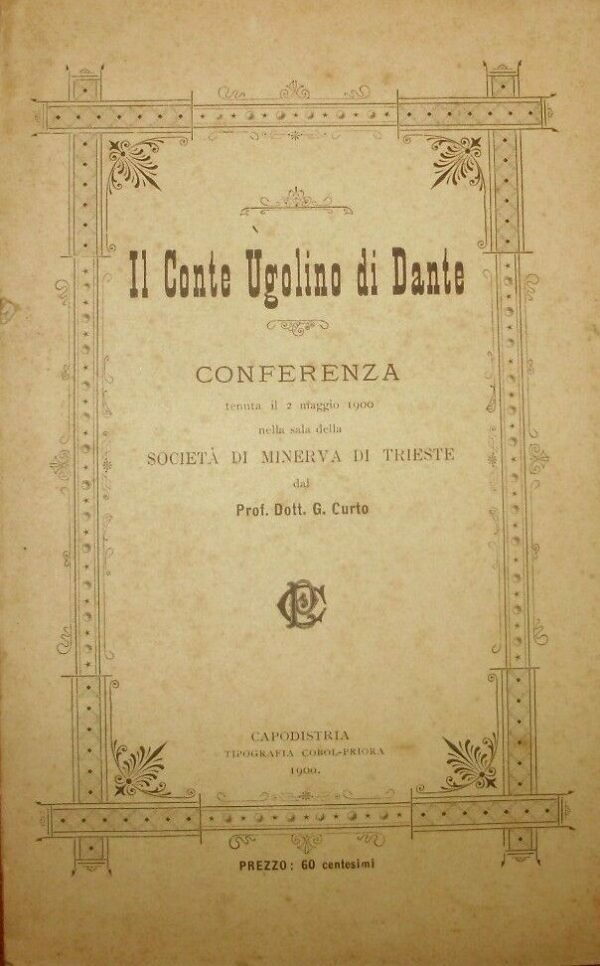 Il Conte Ugolino di Dante
CONFERENZA
tenuta il 2 maggio 1900
nella sala della
SOCIETÀ DI MINERVA DI TRIESTE
dal
Prof. Dott. G. Curto
CAPODISTRIA
TIPOGRAFIA COBOL-PRIORA
1900.
PREZZO: 60 centesimi